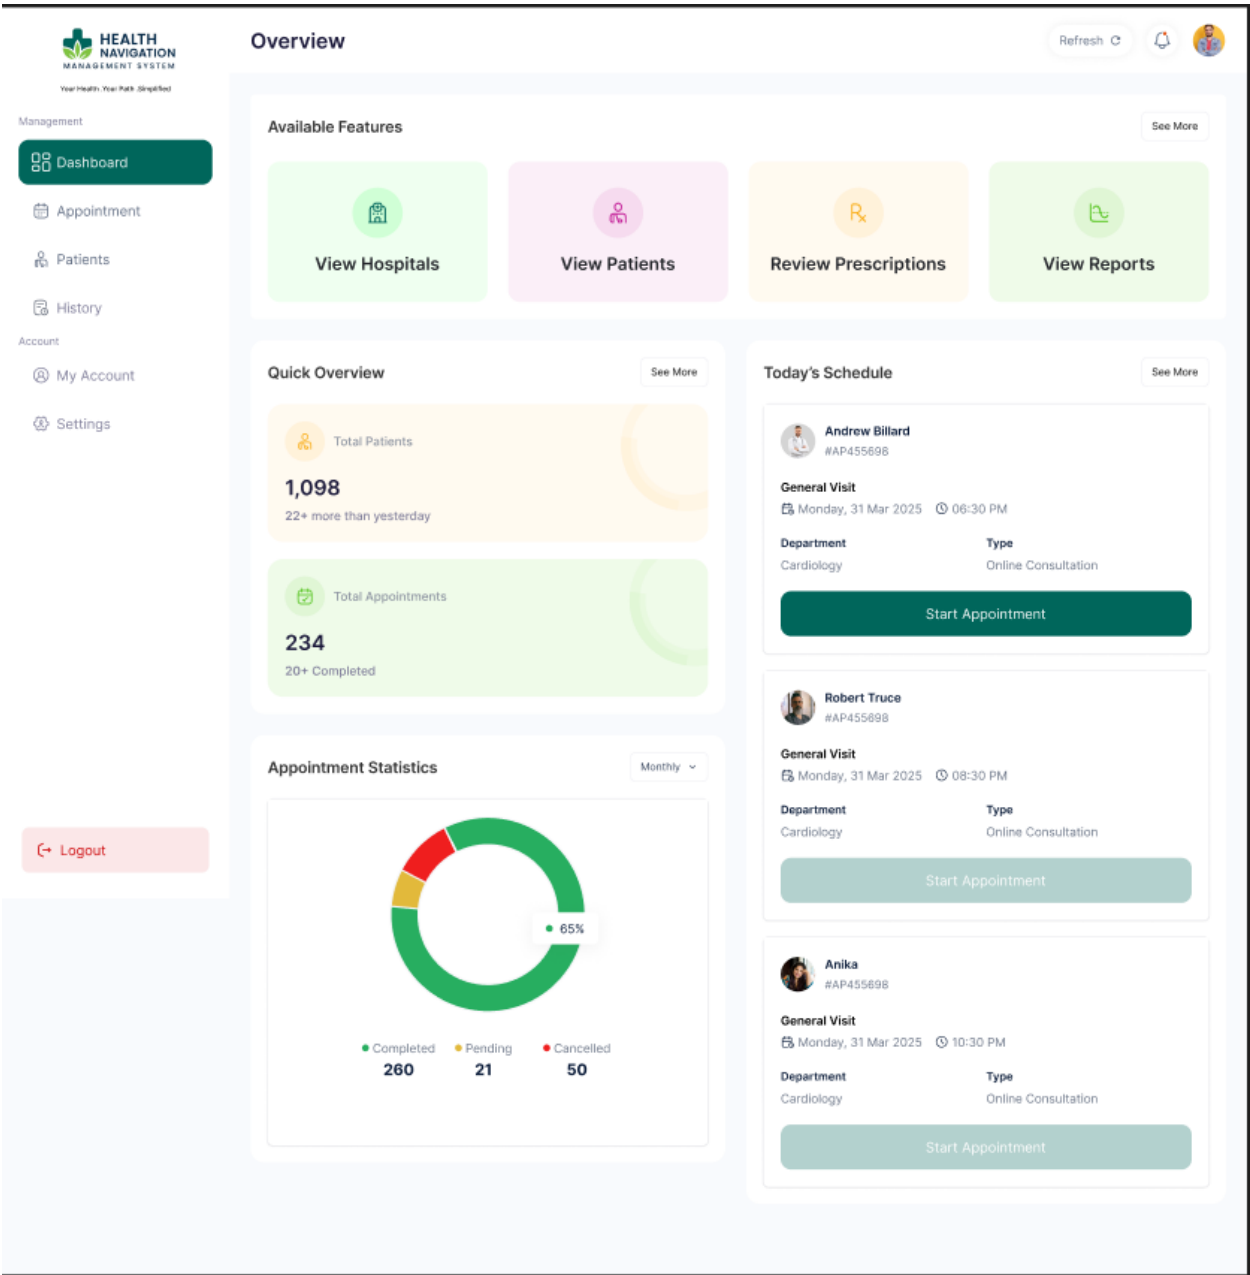 HEALTH
NAVIGATION
MANAGEMENT SYSTEM
Your Health .Your Path .Simplified
Management
Dashboard
Appointment
Patients
History
Account
My Account
Settings
Logout
Overview
Refresh
Available Features
See More
View Hospitals
View Patients
Rx
Review Prescriptions
View Reports
Quick Overview
See More
Total Patients
1,098
22+ more than yesterday
Total Appointments
234
20+ Completed
Appointment Statistics
Monthly
65%
Completed
260
Pending
21
Cancelled
50
Today's Schedule
See More
Andrew Billard
#AP455698
General Visit
Monday, 31 Mar 2025 06:30 PM
Department Type
Cardiology Online Consultation
Start Appointment
Robert Truce
#AP455698
General Visit
Monday, 31 Mar 2025 08:30 PM
Department Type
Cardiology Online Consultation
Start Appointment
Anika
#AP455698
General Visit
Monday, 31 Mar 2025 10:30 PM
Department Type
Cardiology Online Consultation
Start Appointment